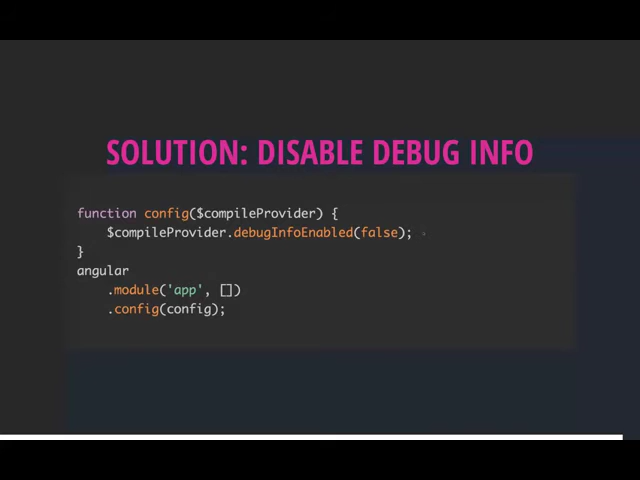 SOLUTION: DISABLE DEBUG INFO
function config($compileProvider) {
$compileProvider.debugInfoEnabled(false);
}
angular
.module('app', [])
.config(config);